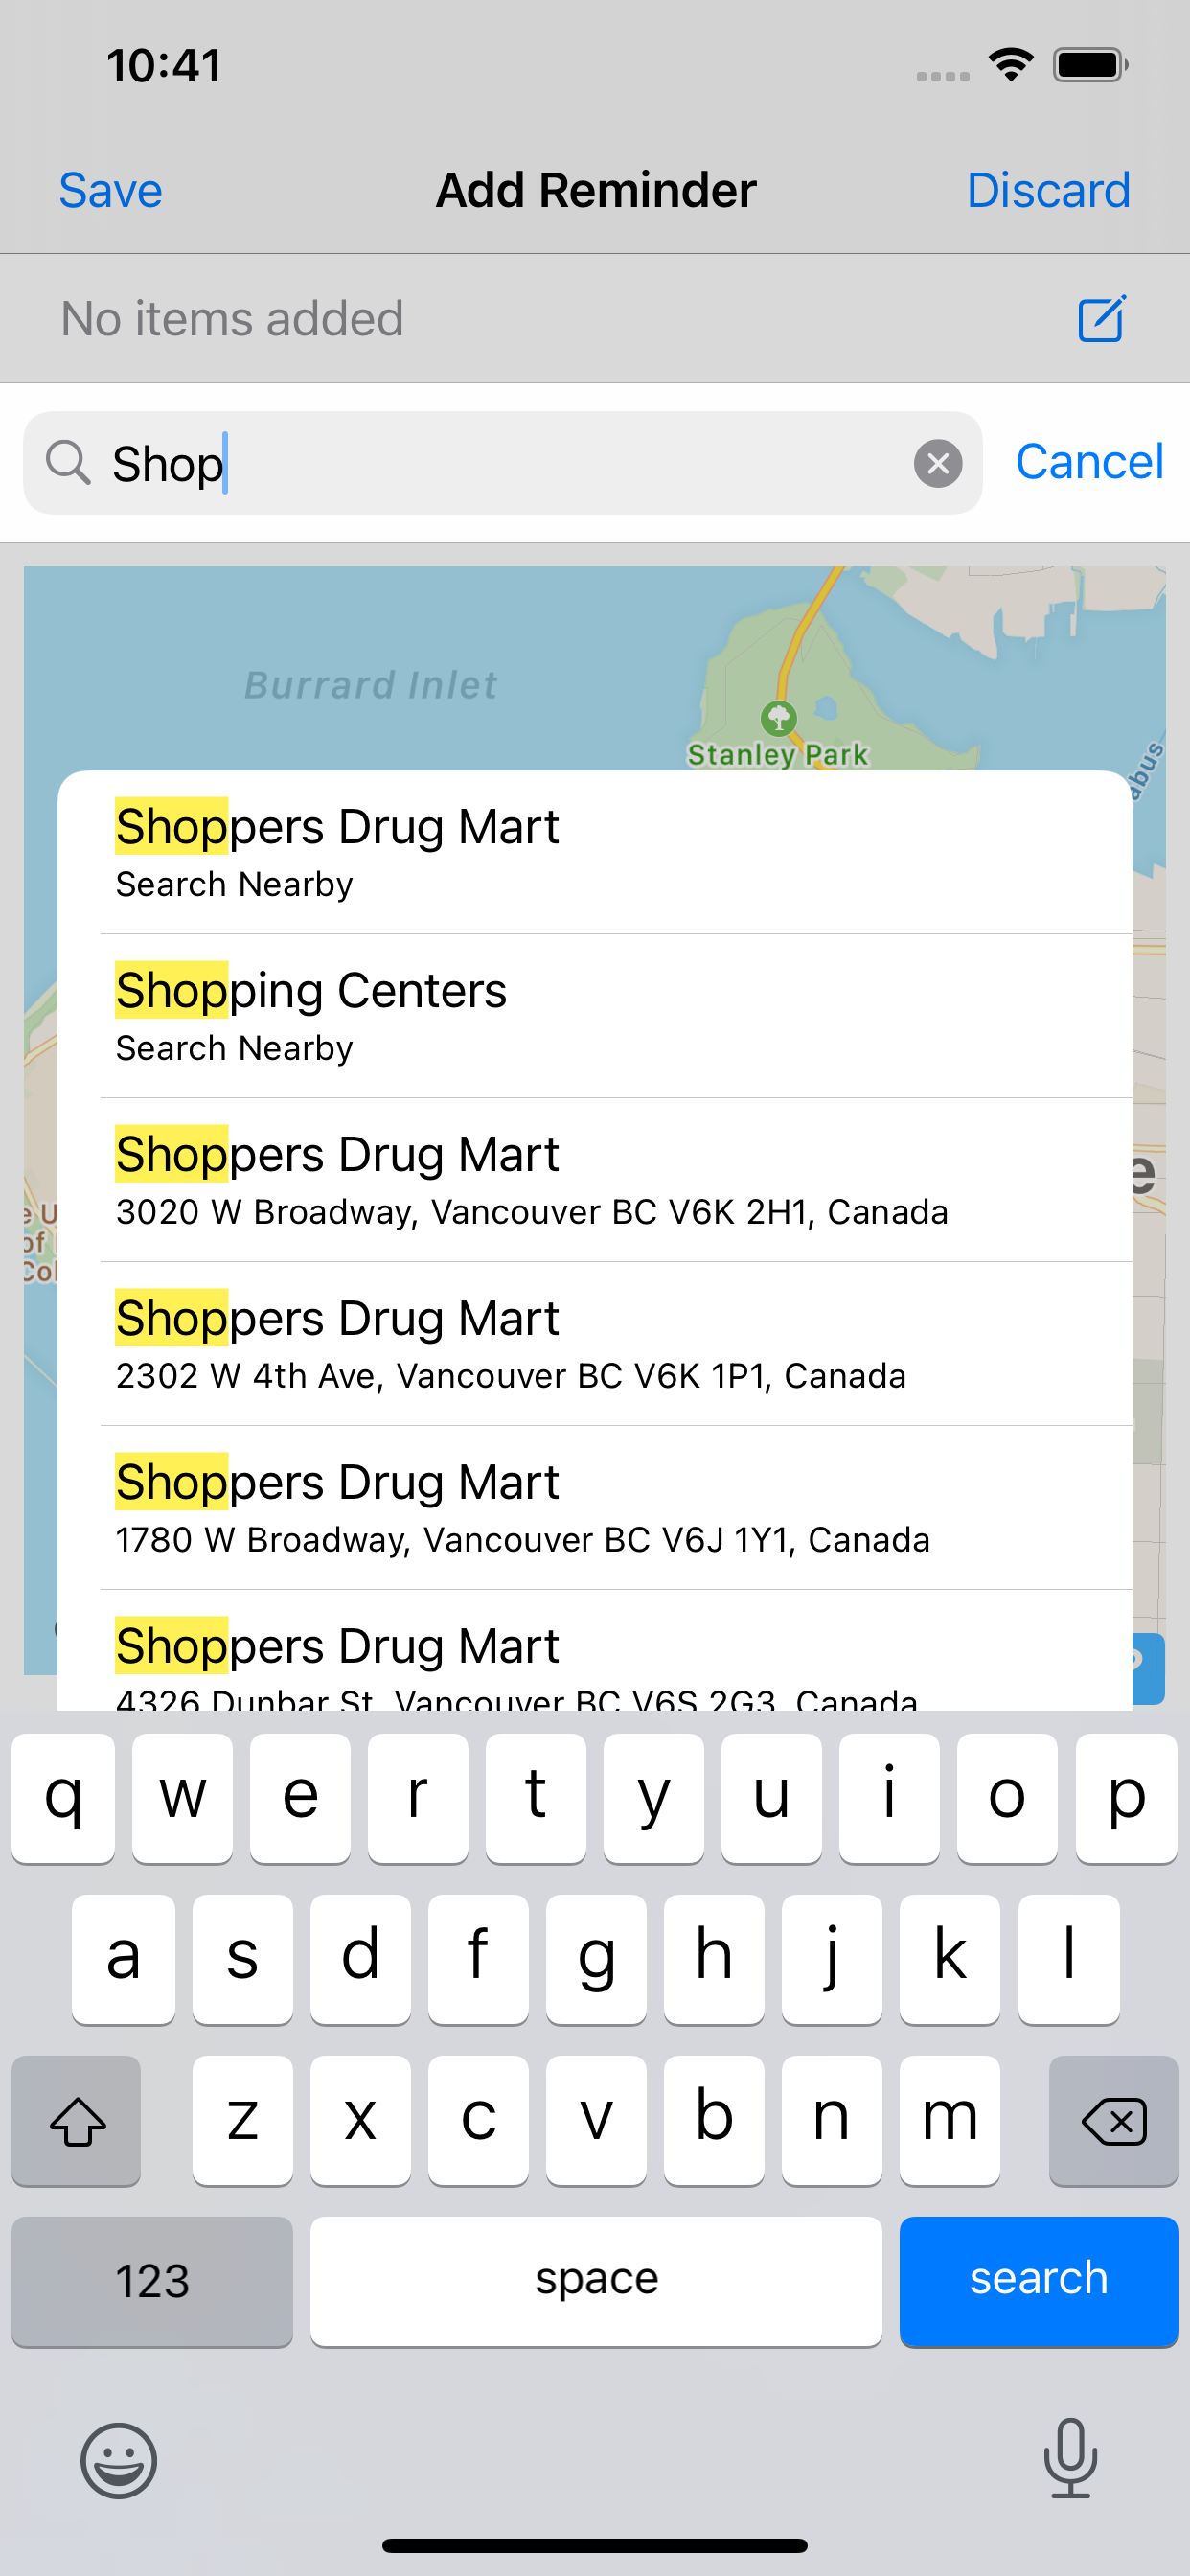 10:41
Save Add Reminder Discard
No items added
Shop Cancel
Burrard Inlet
Stanley Park
Shoppers Drug Mart
Search Nearby
Shopping Centers
Search Nearby
Shoppers Drug Mart
3020 W Broadway, Vancouver BC V6K 2H1, Canada
Shoppers Drug Mart
2302 W 4th Ave, Vancouver BC V6K 1P1, Canada
Shoppers Drug Mart
1780 W Broadway, Vancouver BC V6J 1Y1, Canada
Shoppers Drug Mart
4326 Dunbar St, Vancouver BC V6S 2G3, Canada
q w e r t y u i o p
a s d f g h j k l
z x c v b n m
123 space search